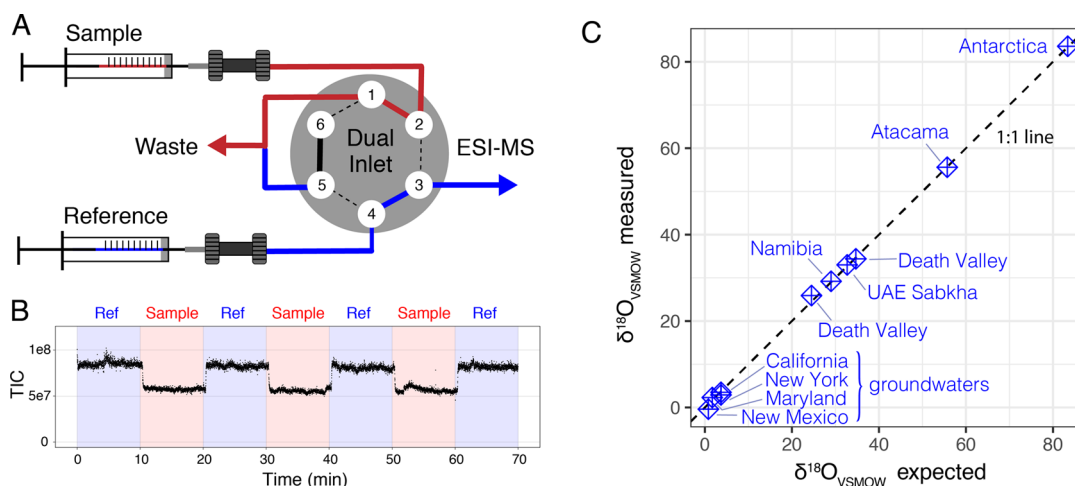 A
Sample
Waste
Reference
1
2
3
4
5
6
Dual
Inlet
ESI-MS
B
Ref
Sample
Ref
Sample
Ref
Sample
Ref
TIC
1e8
5e7
0
0
10
20
30
40
50
60
70
Time (min)
C
δ¹⁸O_VSMOW measured
80
60
40
20
0
Antarctica
Atacama
1:1 line
Namibia
Death Valley
UAE Sabkha
Death Valley
California
New York
Maryland
New Mexico
groundwaters
0
20
40
60
80
δ¹⁸O_VSMOW expected